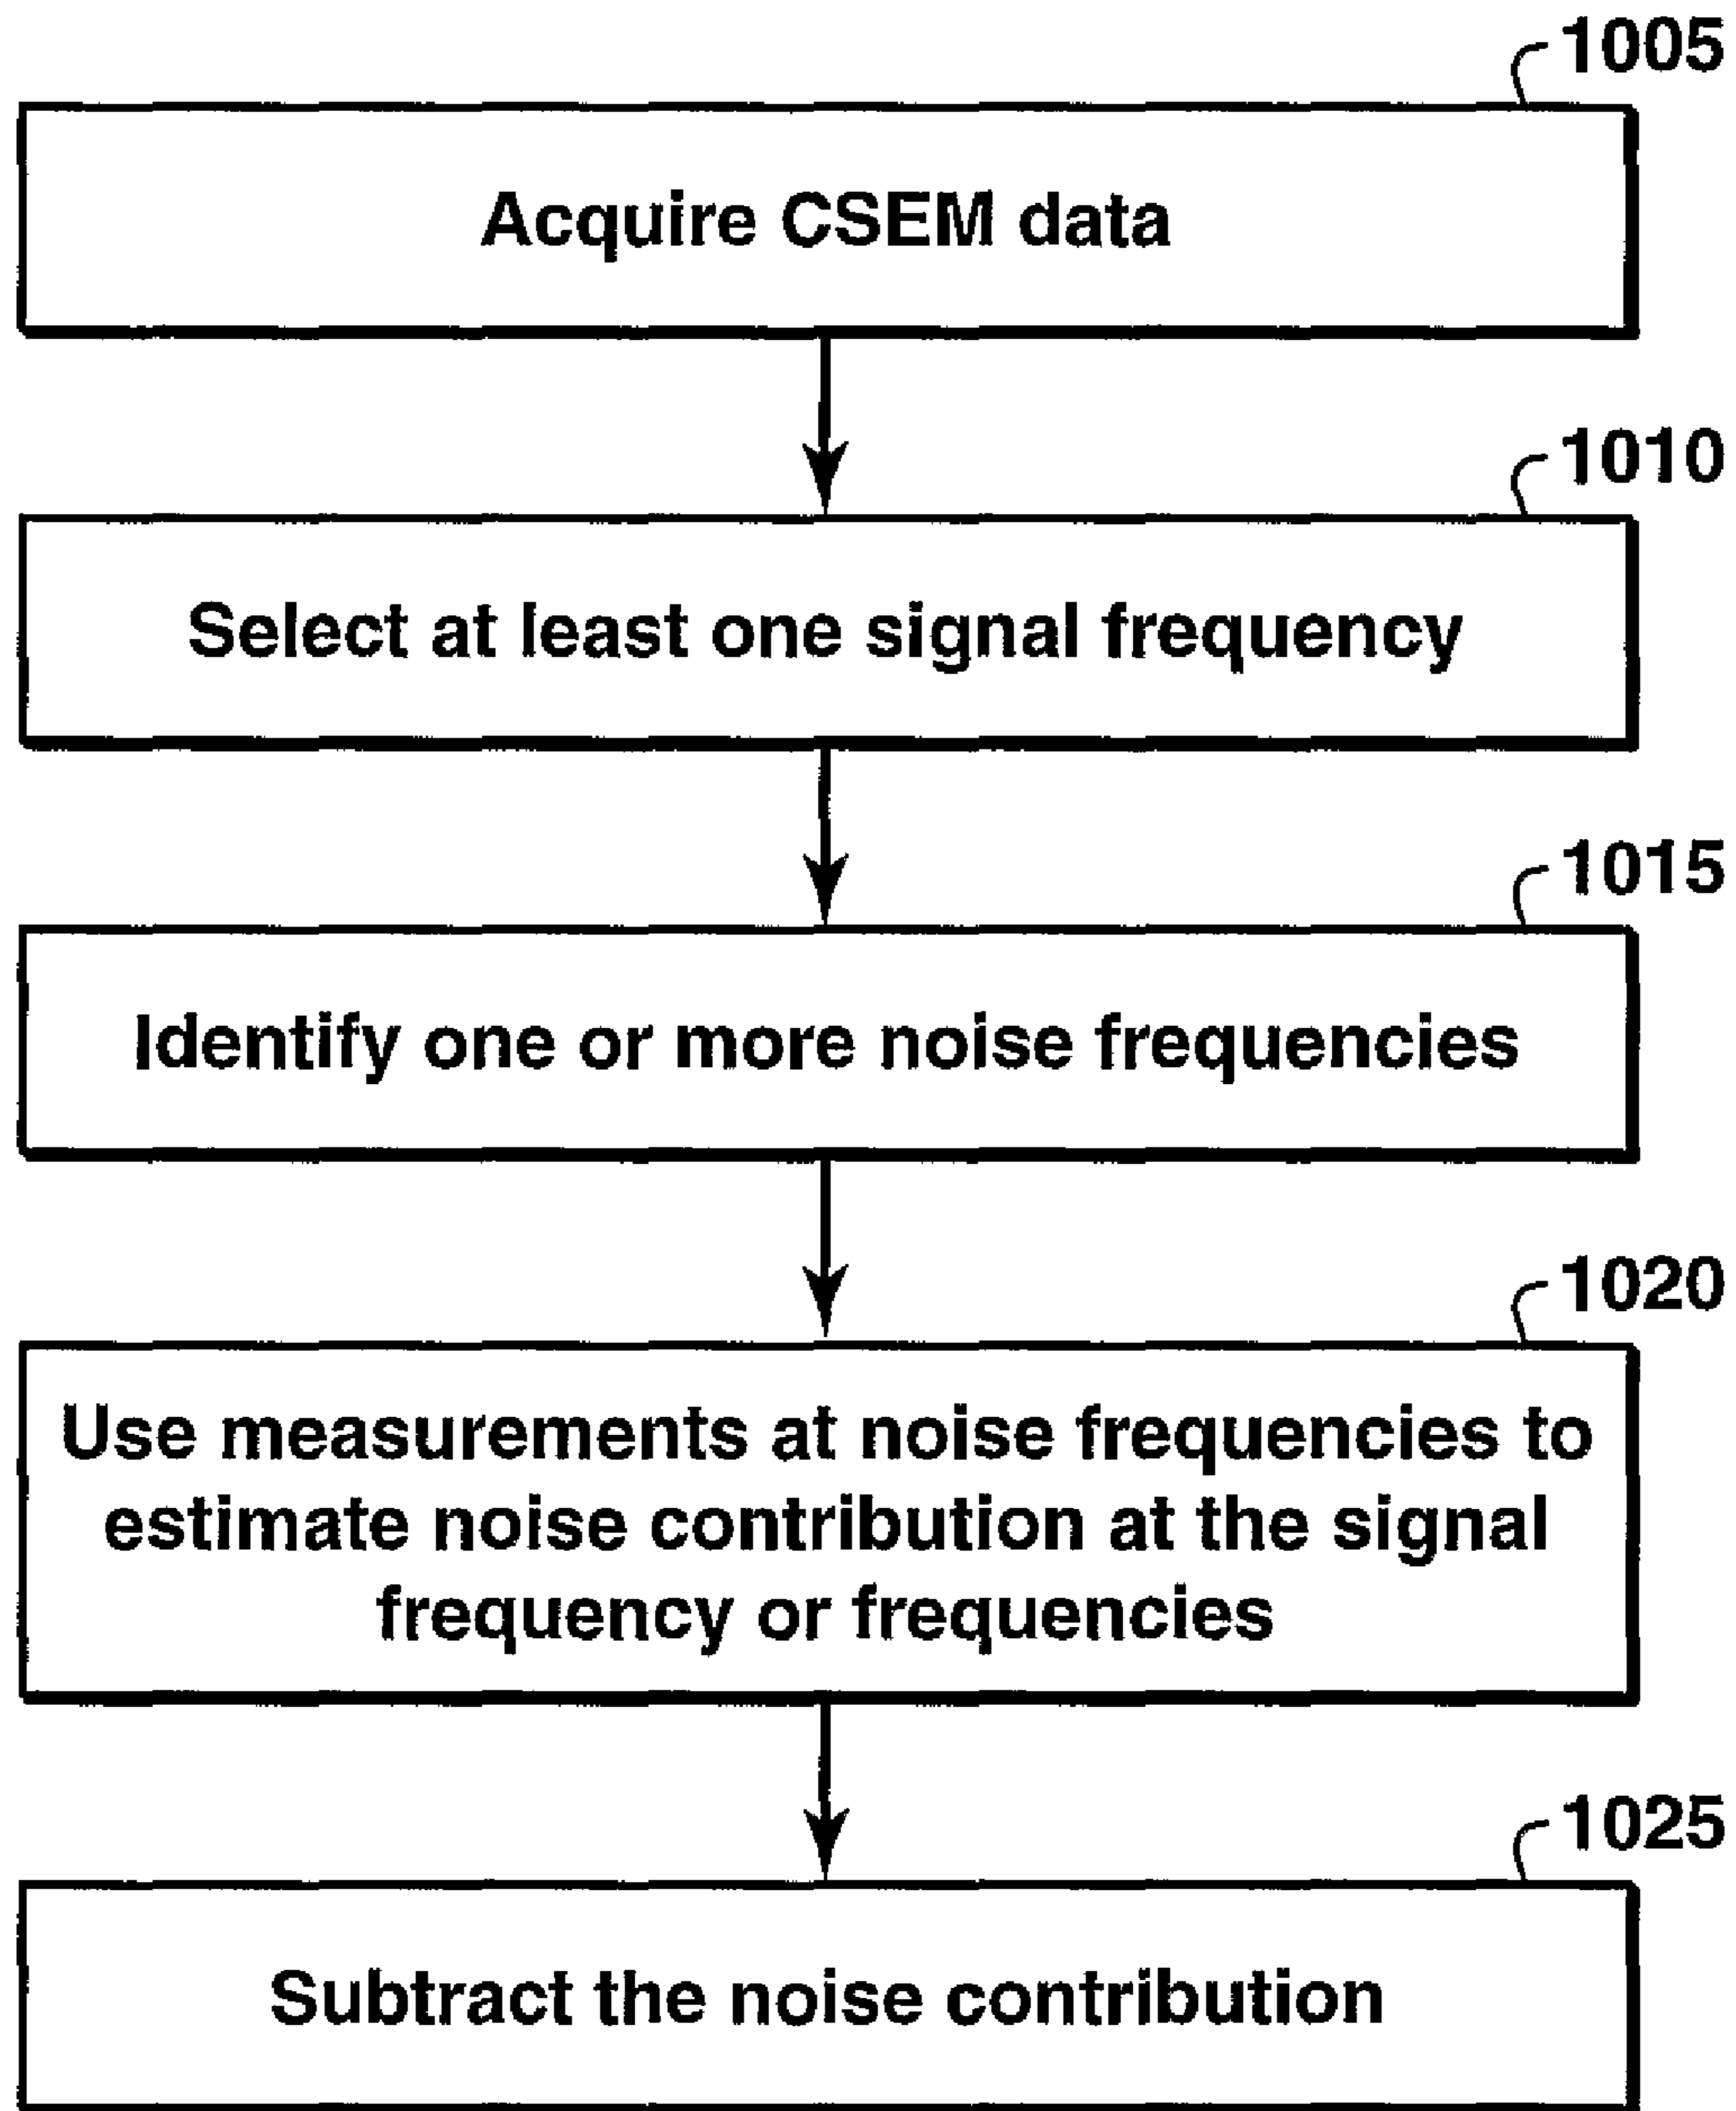 1005
Acquire CSEM data
1010
Select at least one signal frequency
1015
Identify one or more noise frequencies
1020
Use measurements at noise frequencies to
estimate noise contribution at the signal
frequency or frequencies
1025
Subtract the noise contribution